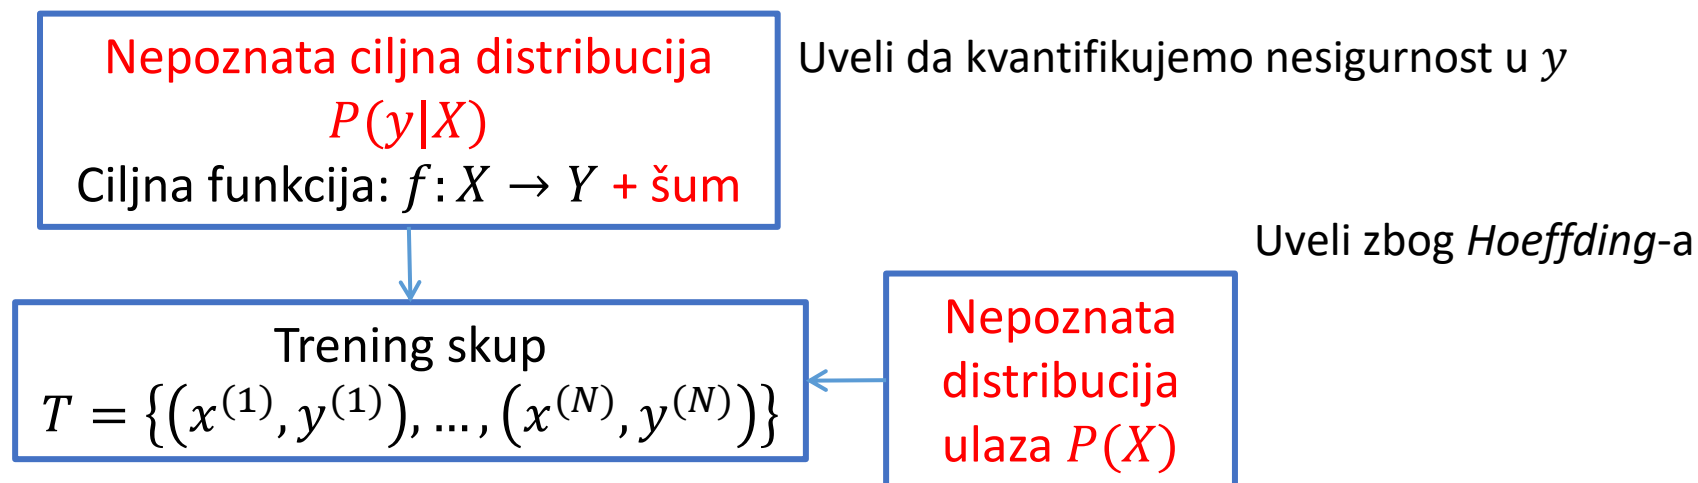 Nepoznata ciljna distribucija
P(y|X)
Ciljna funkcija: f: X → Y + šum
Uveli da kvantifikujemo nesigurnost u y
Uveli zbog Hoeffding-a
Trening skup
T = {(x^(1), y^(1)), … , (x^(N), y^(N))}
Nepoznata
distribucija
ulaza P(X)